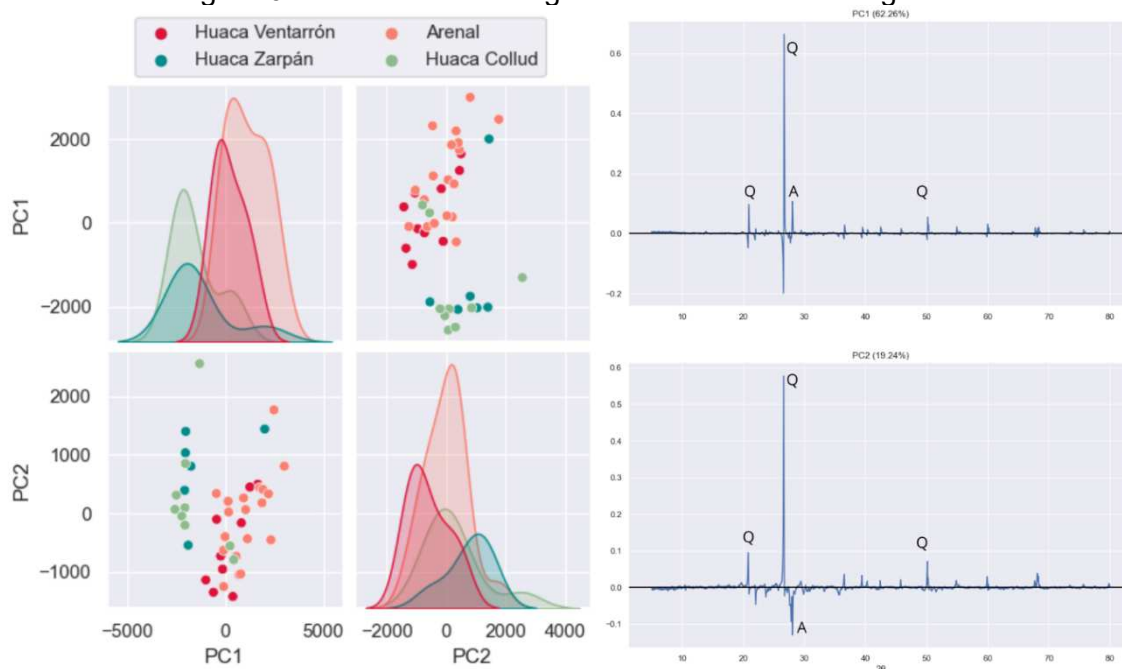 Huaca Ventarrón Arenal
Huaca Zarpán Huaca Collud
PC1
2000
0
−2000
PC2
2000
1000
0
−1000
−5000 0 5000
PC1
−2000 0 2000 4000
PC2
PC1 (62.26%)
0.6
0.4
0.2
0.0
−0.2
Q
Q
A
Q
10 20 30 40 50 60 70 80
PC2 (19.24%)
0.6
0.5
0.4
0.3
0.2
0.1
0.0
−0.1
Q
Q
Q
A
10 20 30 40 50 60 70 80